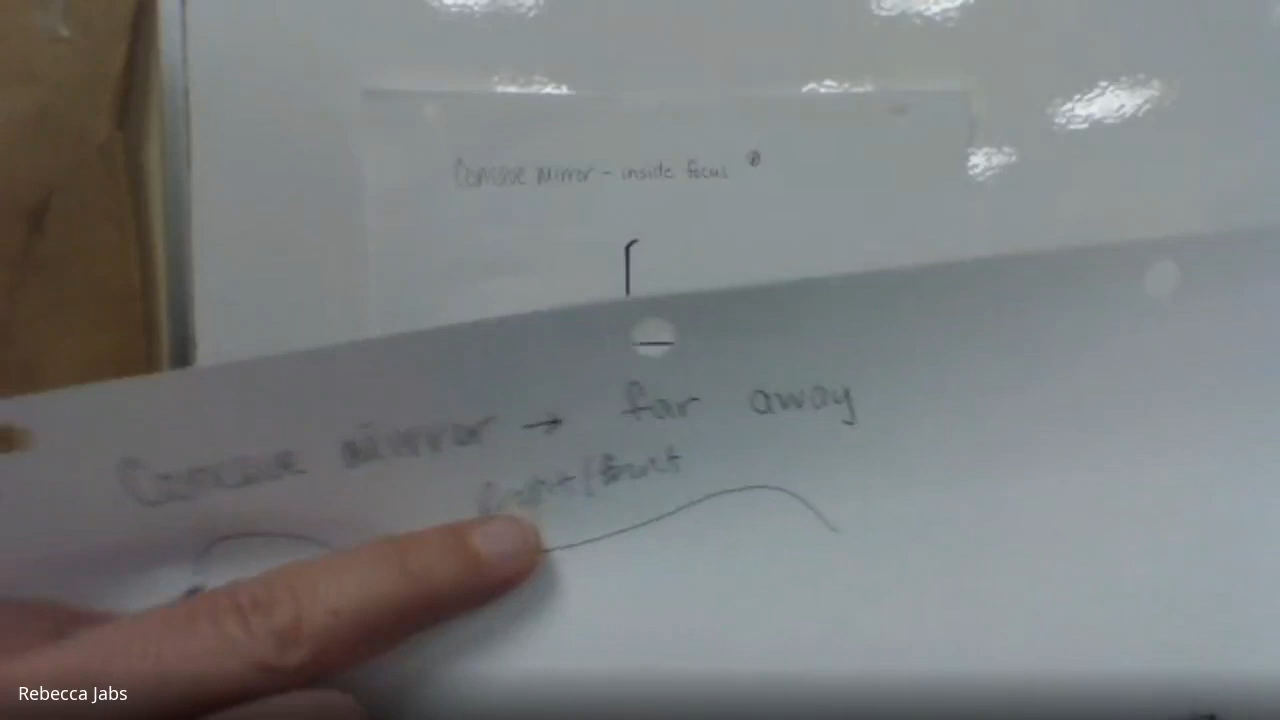 Concave mirror - inside focus
Concave mirror → far away
Rebecca Jabs